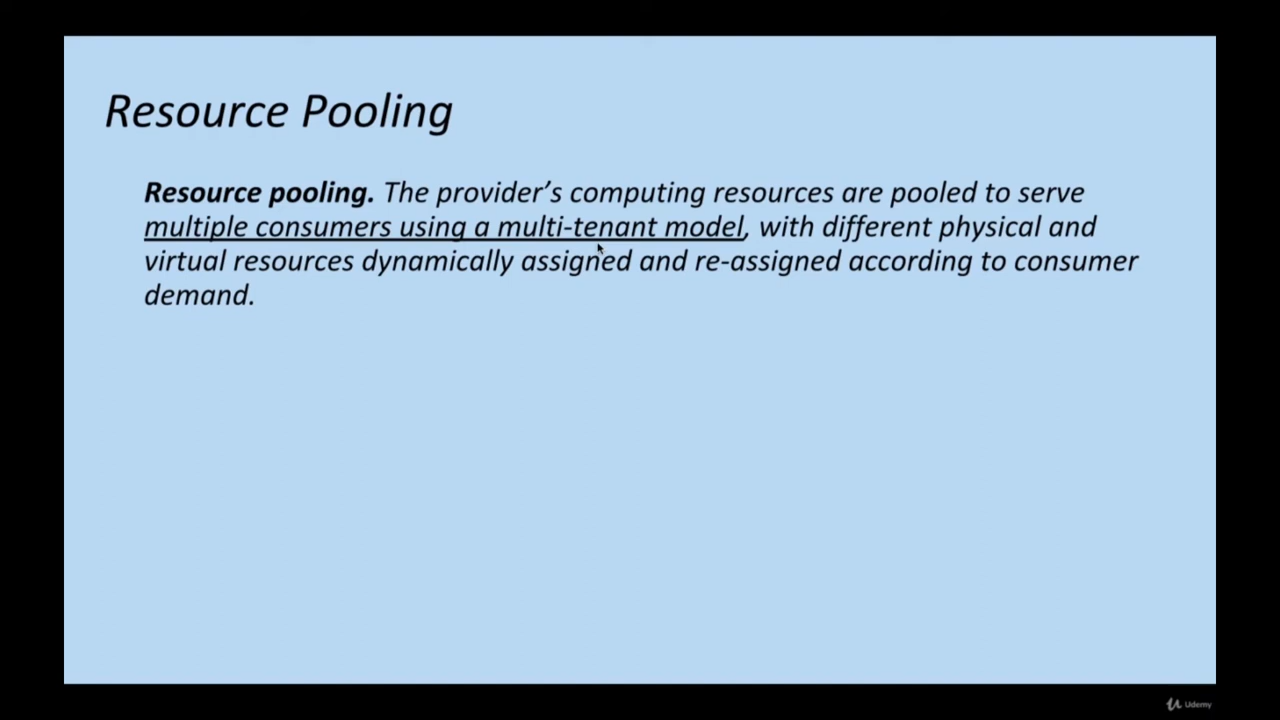 Resource Pooling
Resource pooling. The provider’s computing resources are pooled to serve
multiple consumers using a multi-tenant model, with different physical and
virtual resources dynamically assigned and re-assigned according to consumer
demand.
Udemy